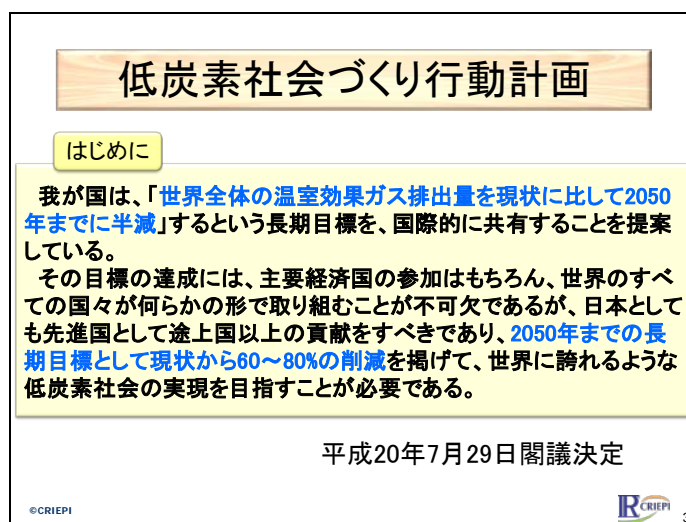 低炭素社会づくり行動計画
はじめに
我が国は、「世界全体の温室効果ガス排出量を現状に比して2050
年までに半減」するという長期目標を、国際的に共有することを提案
している。
その目標の達成には、主要経済国の参加はもちろん、世界のすべ
ての国々が何らかの形で取り組むことが不可欠であるが、日本として
も先進国として途上国以上の貢献をすべきであり、2050年までの長
期目標として現状から60～80%の削減を掲げて、世界に誇れるような
低炭素社会の実現を目指すことが必要である。
平成20年7月29日閣議決定
©CRIEPI
IR CRIEPI
3